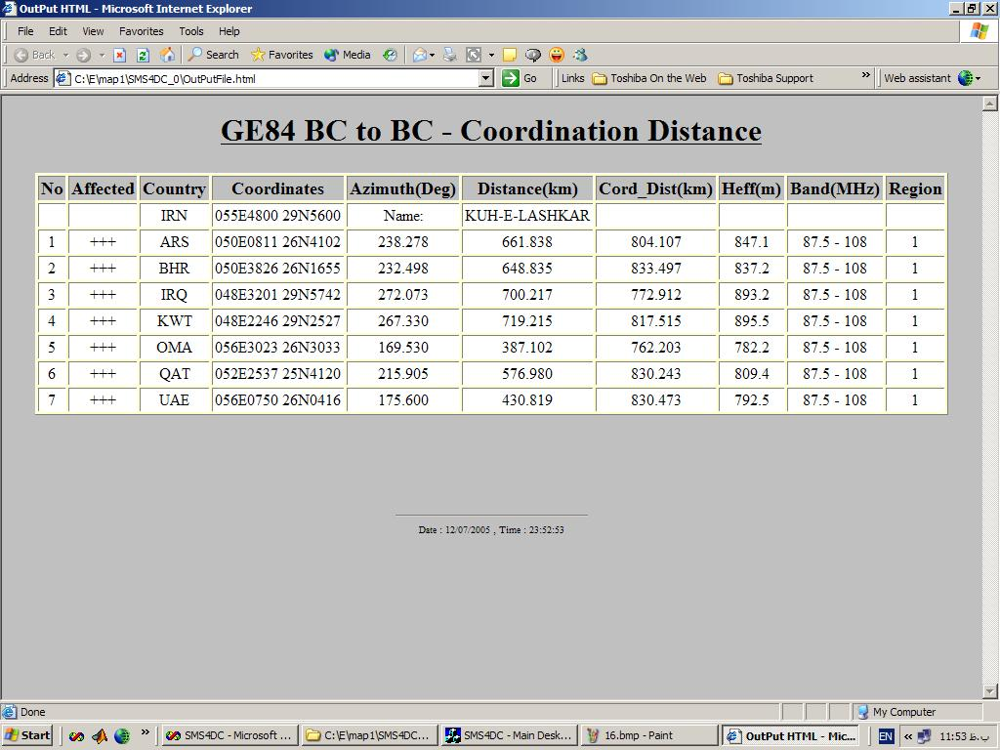 OutPut HTML - Microsoft Internet Explorer
File Edit View Favorites Tools Help
Back Search Favorites Media
Address C:\E\map1\SMS4DC_0\OutPutFile.html Go Links Toshiba On the Web Toshiba Support » Web assistant
GE84 BC to BC - Coordination Distance
No Affected Country Coordinates Azimuth(Deg) Distance(km) Cord_Dist(km) Heff(m) Band(MHz) Region
IRN 055E4800 29N5600 Name: KUH-E-LASHKAR
1 +++ ARS 050E0811 26N4102 238.278 661.838 804.107 847.1 87.5 - 108 1
2 +++ BHR 050E3826 26N1655 232.498 648.835 833.497 837.2 87.5 - 108 1
3 +++ IRQ 048E3201 29N5742 272.073 700.217 772.912 893.2 87.5 - 108 1
4 +++ KWT 048E2246 29N2527 267.330 719.215 817.515 895.5 87.5 - 108 1
5 +++ OMA 056E3023 26N3033 169.530 387.102 762.203 782.2 87.5 - 108 1
6 +++ QAT 052E2537 25N4120 215.905 576.980 830.243 809.4 87.5 - 108 1
7 +++ UAE 056E0750 26N0416 175.600 430.819 830.473 792.5 87.5 - 108 1
Date : 12/07/2005 , Time : 23:52:53
Done My Computer
Start » SMS4DC - Microsoft ... C:\E\map1\SMS4DC... SMS4DC - Main Desk... 16.bmp - Paint OutPut HTML - Mic... EN « 11:53 ب.ظ